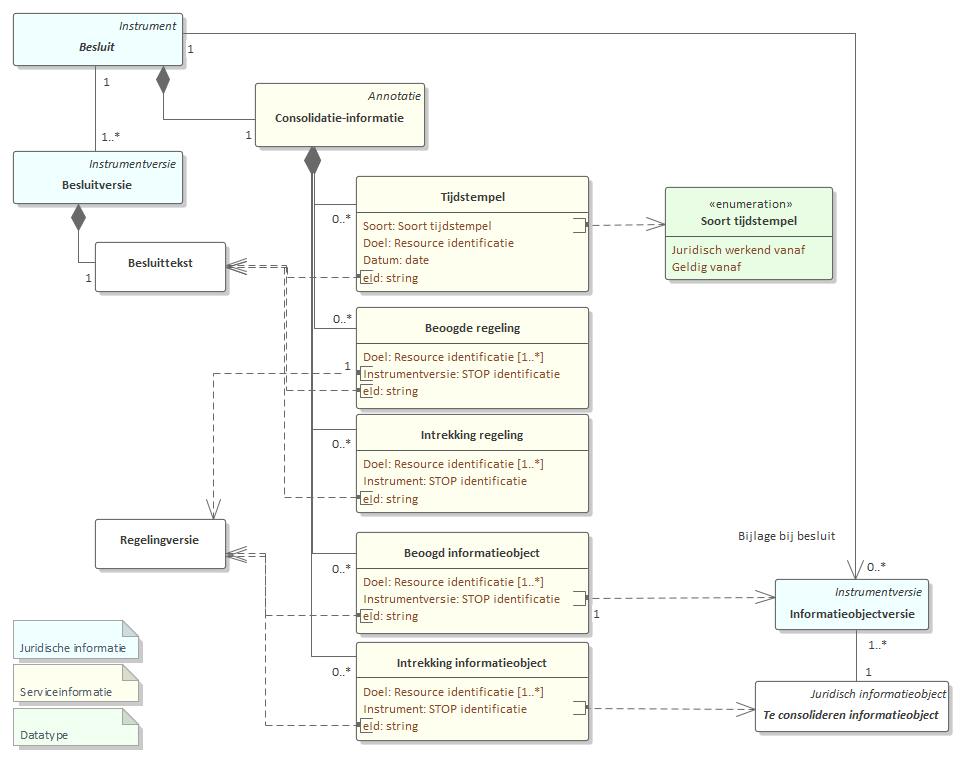 Instrument
Besluit
1
1
1
1..*
Annotatie
Consolidatie-informatie
Instrumentversie
Besluitversie
1
Besluittekst
Tijdstempel
0..*
Soort: Soort tijdstempel
Doel: Resource identificatie
Datum: date
eId: string
«enumeration»
Soort tijdstempel
Juridisch werkend vanaf
Geldig vanaf
0..*
Beoogde regeling
Doel: Resource identificatie [1..*]
1
Instrumentversie: STOP identificatie
eId: string
Intrekking regeling
0..*
Doel: Resource identificatie [1..*]
Instrument: STOP identificatie
eId: string
Regelingversie
Beoogd informatieobject
0..*
Doel: Resource identificatie [1..*]
Instrumentversie: STOP identificatie
eId: string
1
Bijlage bij besluit
0..*
Instrumentversie
Informatieobjectversie
1..*
1
Intrekking informatieobject
0..*
Doel: Resource identificatie [1..*]
Instrument: STOP identificatie
eId: string
Juridisch informatieobject
Te consolideren informatieobject
Juridische informatie
Serviceinformatie
Datatype